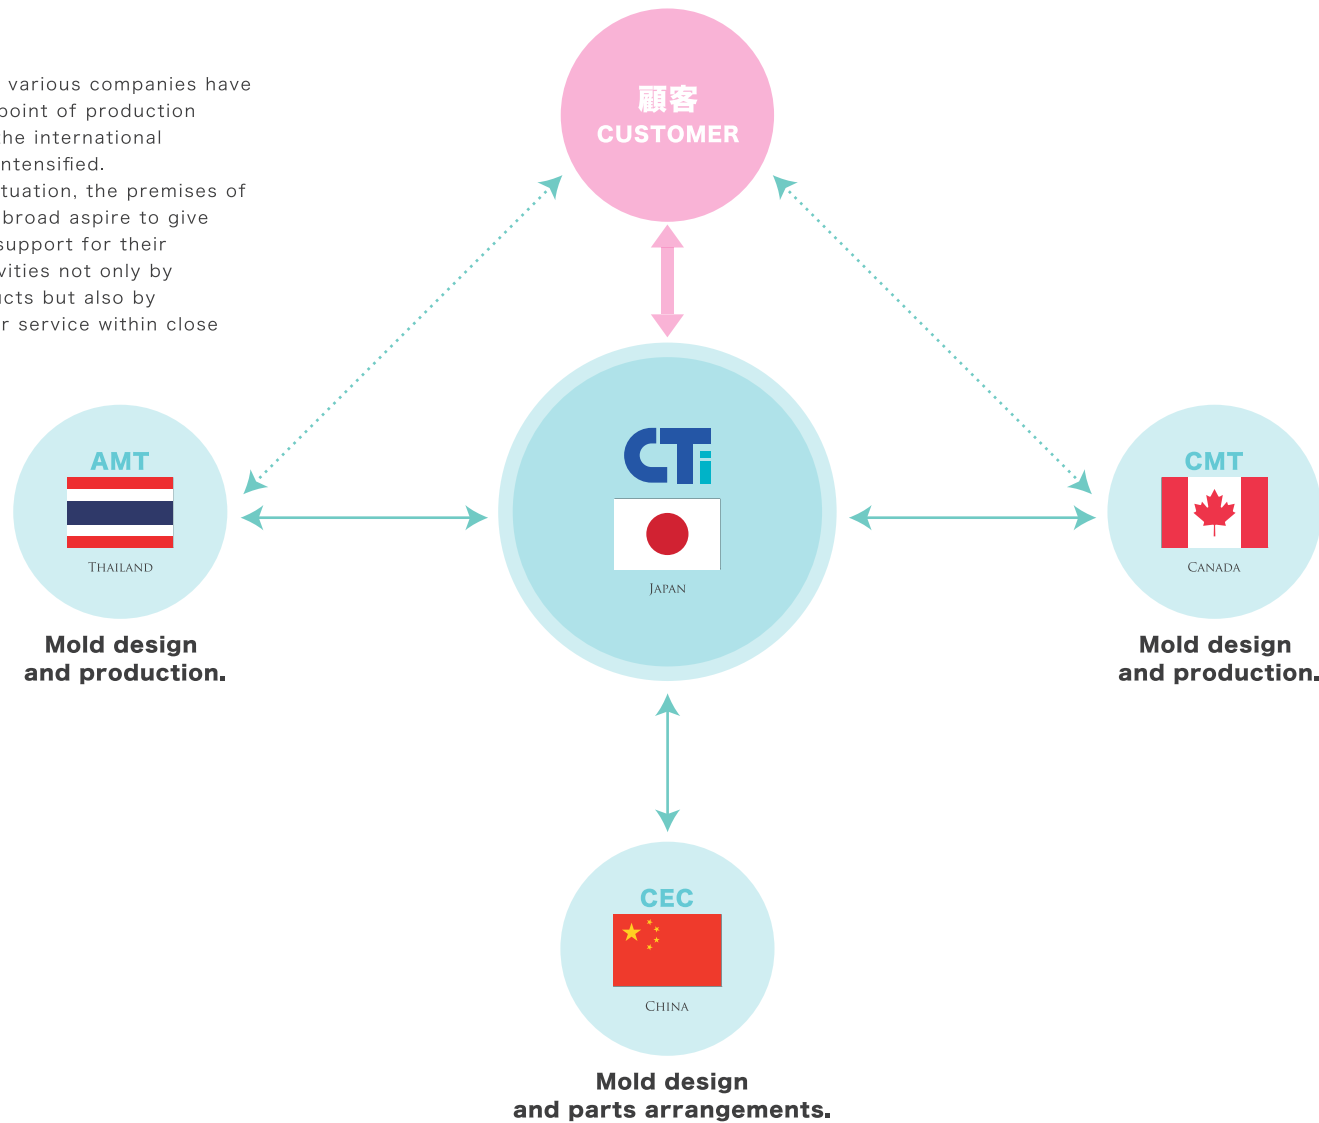 various companies have
point of production
the international
ntensified.
tuation, the premises of
broad aspire to give
support for their
vities not only by
ucts but also by
r service within close
顧客
CUSTOMER
AMT
THAILAND
Mold design
and production.
CTi
JAPAN
CMT
CANADA
Mold design
and production.
CEC
CHINA
Mold design
and parts arrangements.